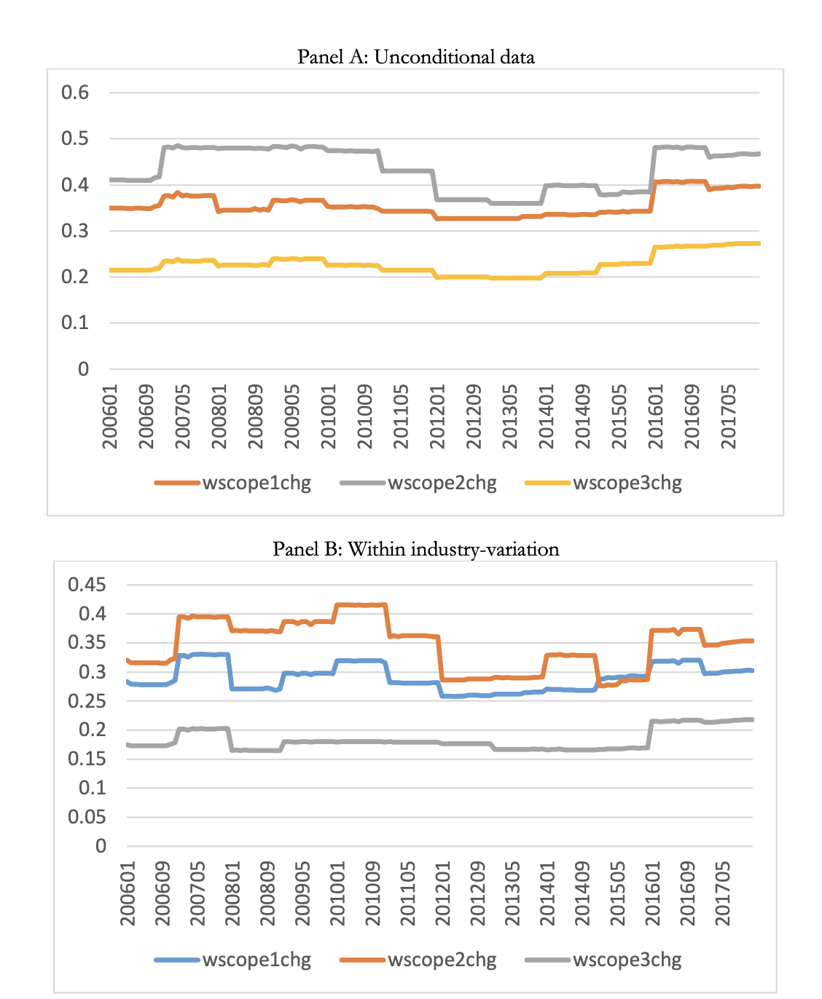 Panel A: Unconditional data
0.6
0.5
0.4
0.3
0.2
0.1
0
200601 200609 200705 200801 200809 200905 201001 201009 201105 201201 201209 201305 201401 201409 201505 201601 201609 201705
wscope1chg wscope2chg wscope3chg
Panel B: Within industry-variation
0.45
0.4
0.35
0.3
0.25
0.2
0.15
0.1
0.05
0
200601 200609 200705 200801 200809 200905 201001 201009 201105 201201 201209 201305 201401 201409 201505 201601 201609 201705
wscope1chg wscope2chg wscope3chg